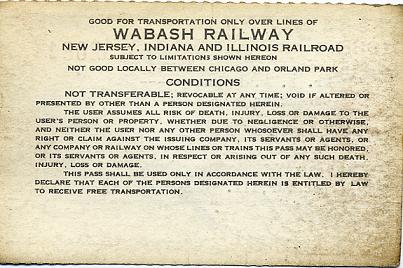 GOOD FOR TRANSPORTATION ONLY OVER LINES OF
WABASH RAILWAY
NEW JERSEY, INDIANA AND ILLINOIS RAILROAD
SUBJECT TO LIMITATIONS SHOWN HEREON
NOT GOOD LOCALLY BETWEEN CHICAGO AND ORLAND PARK
CONDITIONS
NOT TRANSFERABLE; REVOCABLE AT ANY TIME; VOID IF ALTERED OR
PRESENTED BY OTHER THAN A PERSON DESIGNATED HEREIN.
THE USER ASSUMES ALL RISK OF DEATH, INJURY, LOSS OR DAMAGE TO THE
USER'S PERSON OR PROPERTY, WHETHER DUE TO NEGLIGENCE OR OTHERWISE,
AND NEITHER THE USER NOR ANY OTHER PERSON WHOSOEVER SHALL HAVE ANY
RIGHT OR CLAIM AGAINST THE ISSUING COMPANY, ITS SERVANTS OR AGENTS, OR
ANY COMPANY OR RAILWAY ON WHOSE LINES OR TRAINS THIS PASS MAY BE HONORED,
OR ITS SERVANTS OR AGENTS, IN RESPECT OR ARISING OUT OF ANY SUCH DEATH,
INJURY, LOSS OR DAMAGE.
THIS PASS SHALL BE USED ONLY IN ACCORDANCE WITH THE LAW. I HEREBY
DECLARE THAT EACH OF THE PERSONS DESIGNATED HEREIN IS ENTITLED BY LAW
TO RECEIVE FREE TRANSPORTATION.